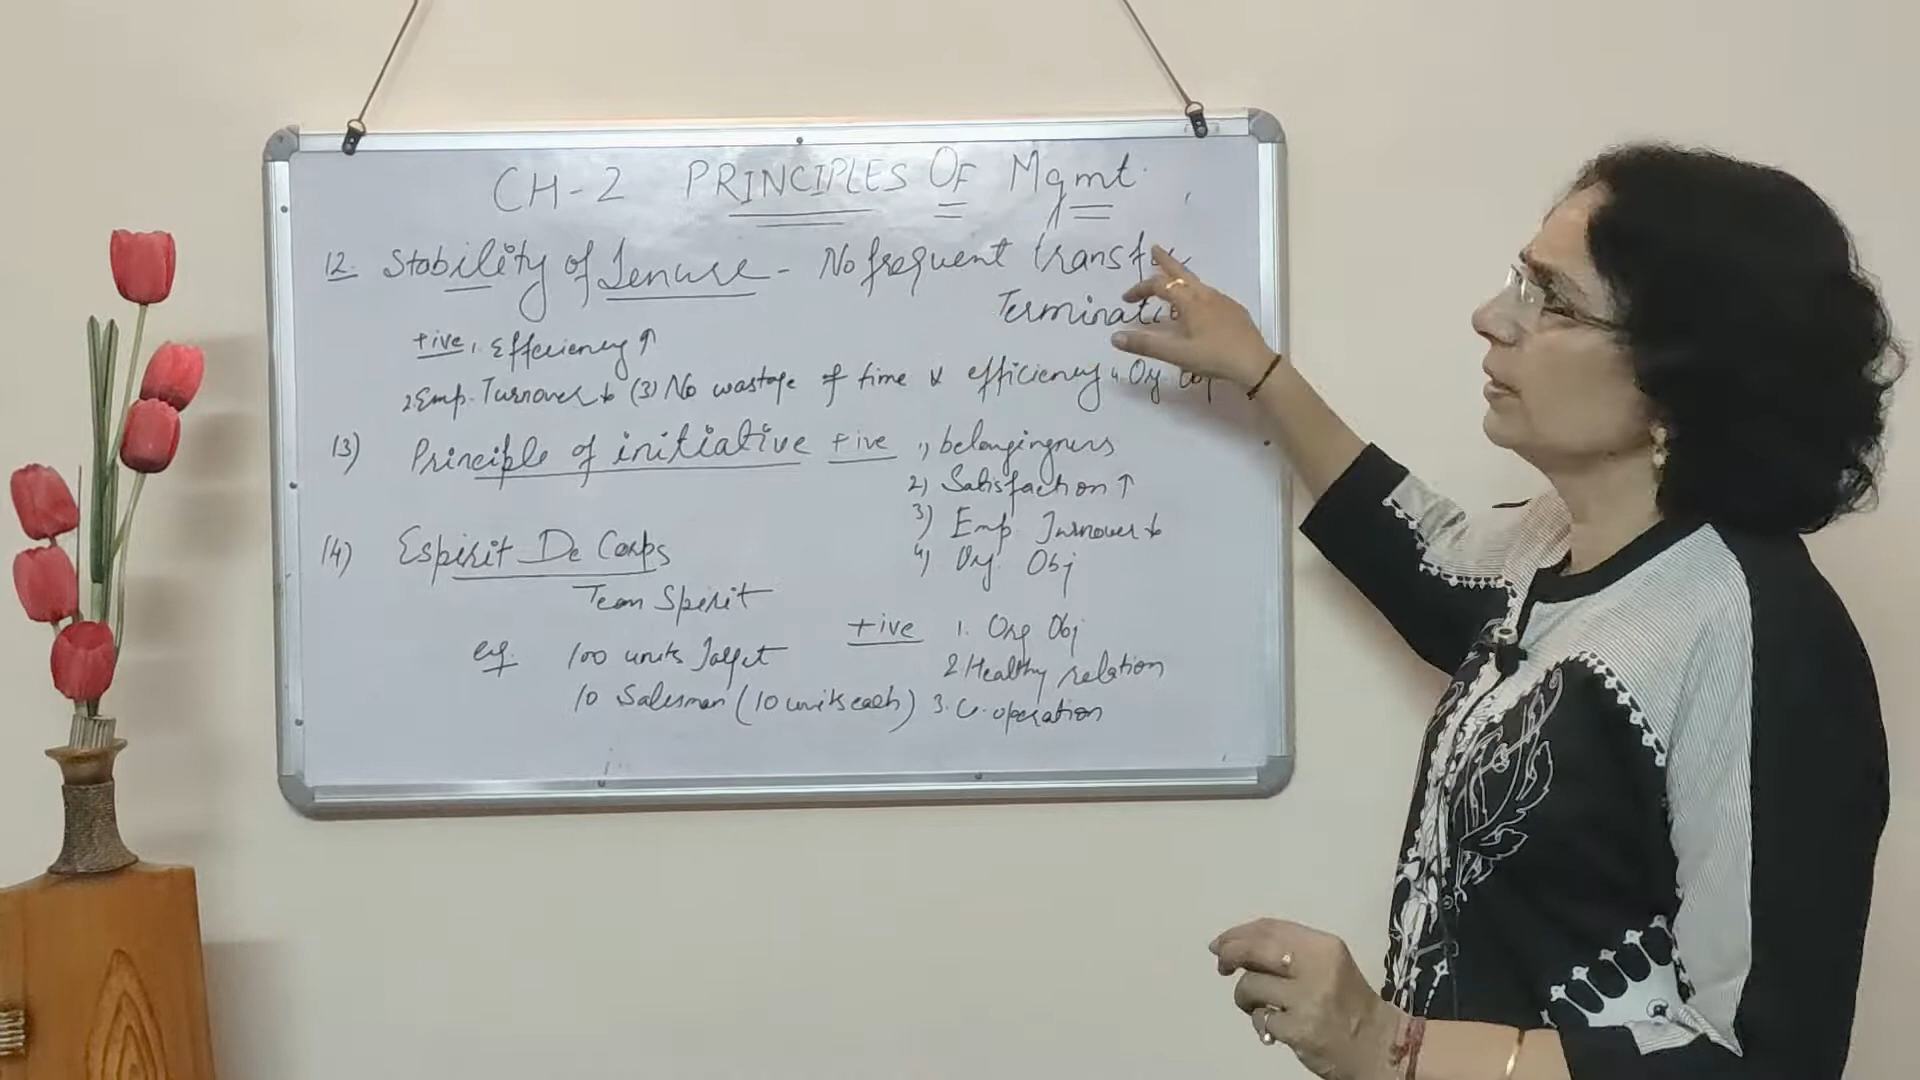 CH-2 PRINCIPLES OF Mgmt.
12. Stability of Tenure - No frequent transfer
Termination
+ive 1. Efficiency ↑
2 Emp. Turnover ↓ (3) No wastage of time & efficiency 4 Org Obj
13) Principle of initiative +ive 1) belongingness
2) Satisfaction ↑
3) Emp. Turnover ↓
14) Espirit De Corps
4) Org Obj
Team Spirit
+ive 1. Org Obj
eg. 100 units Target
2. Healthy relation
10 Salesman (10 units each) 3. Co-operation